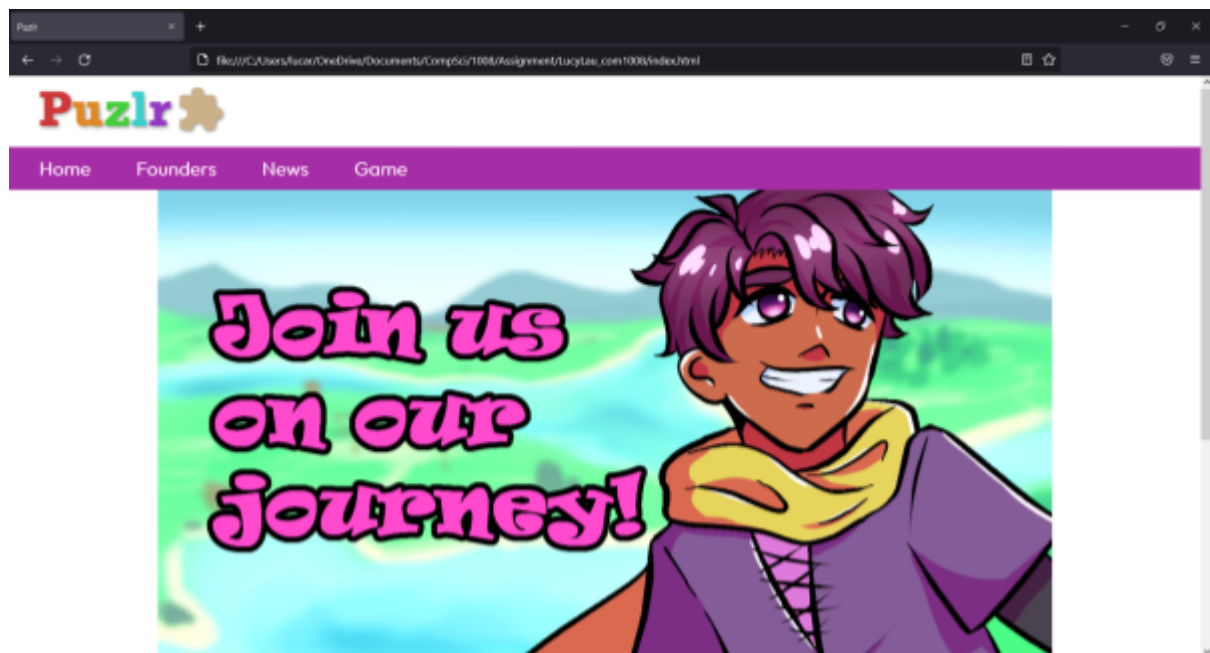 Puzlr
file:///C:/Users/lucar/OneDrive/Documents/CompSci/1008/Assignment/LucyLau_com1008/index.html
Puzlr
Home Founders News Game
Join us
on our
journey!